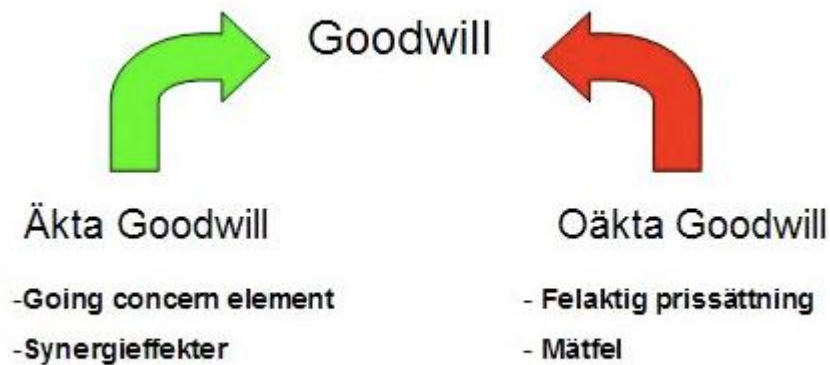 Goodwill
Äkta Goodwill
-Going concern element
-Synergieffekter
Oäkta Goodwill
- Felaktig prissättning
- Mätfel